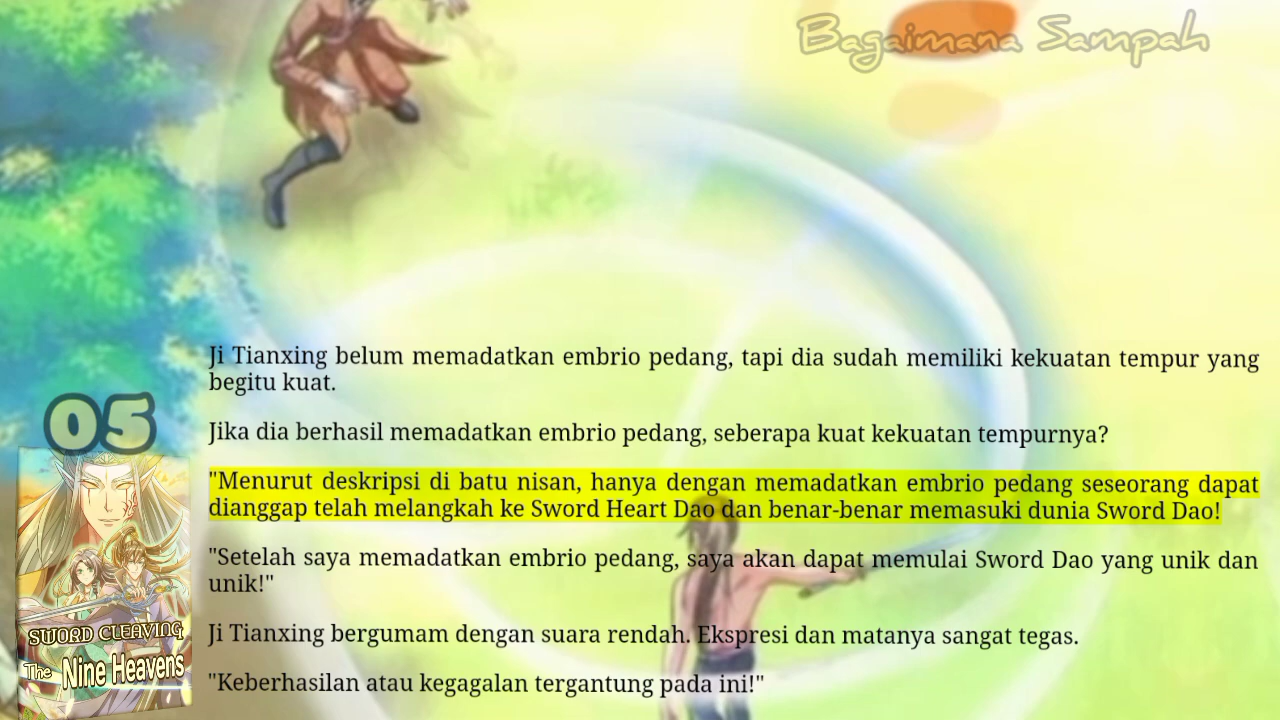 Bagaimana Sampah
Ji Tianxing belum memadatkan embrio pedang, tapi dia sudah memiliki kekuatan tempur yang
begitu kuat.
Jika dia berhasil memadatkan embrio pedang, seberapa kuat kekuatan tempurnya?
"Menurut deskripsi di batu nisan, hanya dengan memadatkan embrio pedang seseorang dapat
dianggap telah melangkah ke Sword Heart Dao dan benar-benar memasuki dunia Sword Dao!
"Setelah saya memadatkan embrio pedang, saya akan dapat memulai Sword Dao yang unik dan
unik!"
Ji Tianxing bergumam dengan suara rendah. Ekspresi dan matanya sangat tegas.
"Keberhasilan atau kegagalan tergantung pada ini!"
05
SWORD CLEAVING
The Nine Heavens